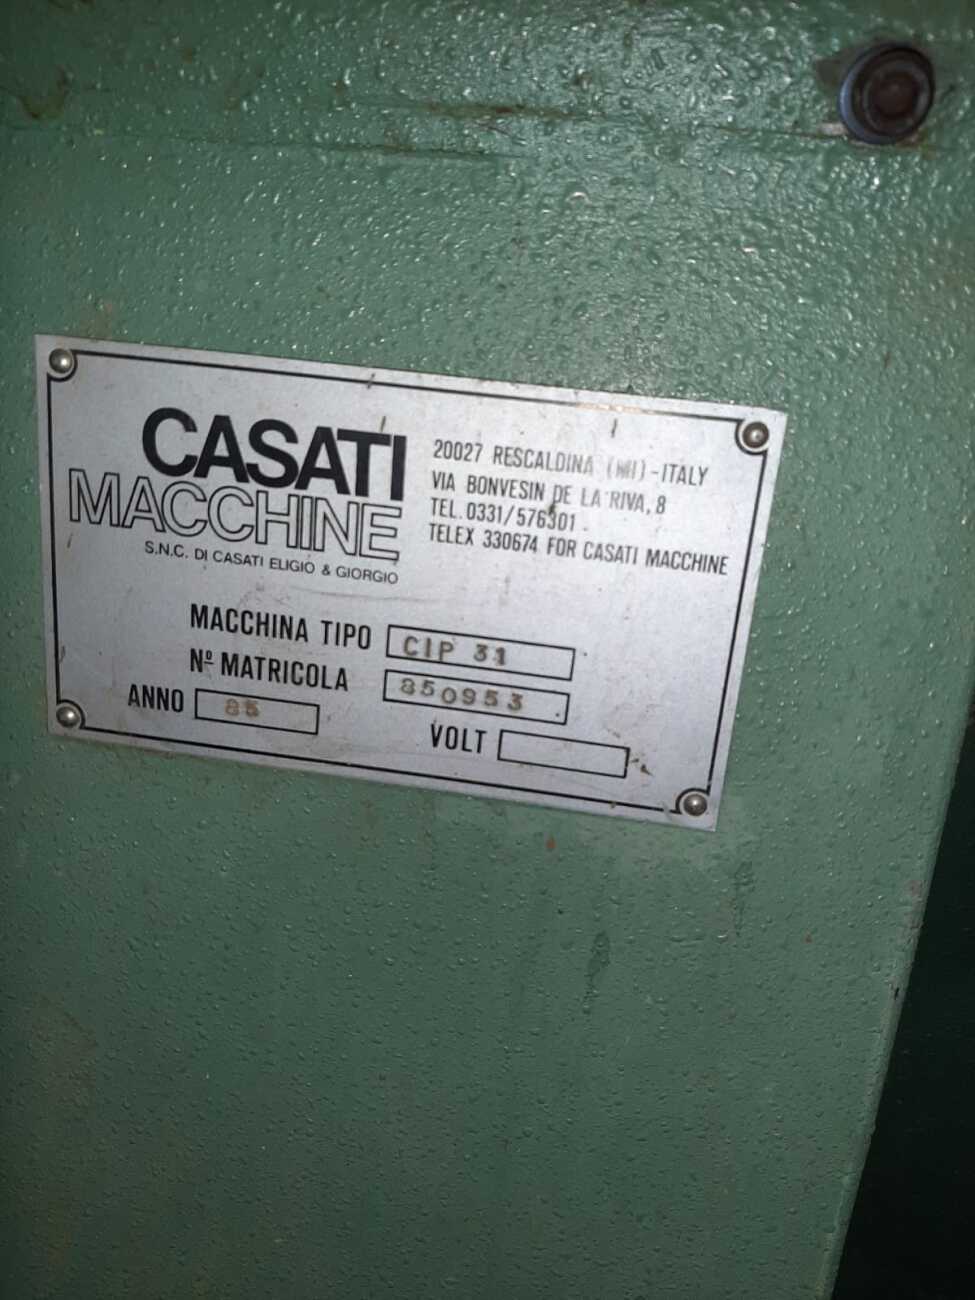 CASATI
MACCHINE
S.N.C. DI CASATI ELIGIO & GIORGIO
20027 RESCALDINA (MI) - ITALY
VIA BONVESIN DE LA RIVA, 8
TEL. 0331/576301
TELEX 330674 FOR CASATI MACCHINE
MACCHINA TIPO CIP 31
Nº MATRICOLA 850953
ANNO 85
VOLT